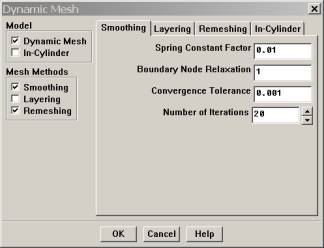 Dynamic Mesh
Model
Dynamic Mesh
In-Cylinder
Mesh Methods
Smoothing
Layering
Remeshing
Smoothing Layering Remeshing In-Cylinder
Spring Constant Factor 0.01
Boundary Node Relaxation 1
Convergence Tolerance 0.001
Number of Iterations 20
OK Cancel Help